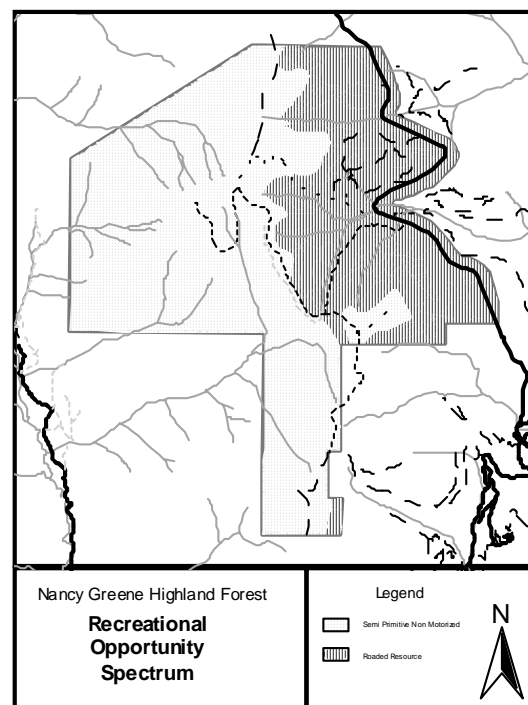 Nancy Greene Highland Forest
Recreational
Opportunity
Spectrum
Legend
Semi Primitive Non Motorized
Roaded Resource
N